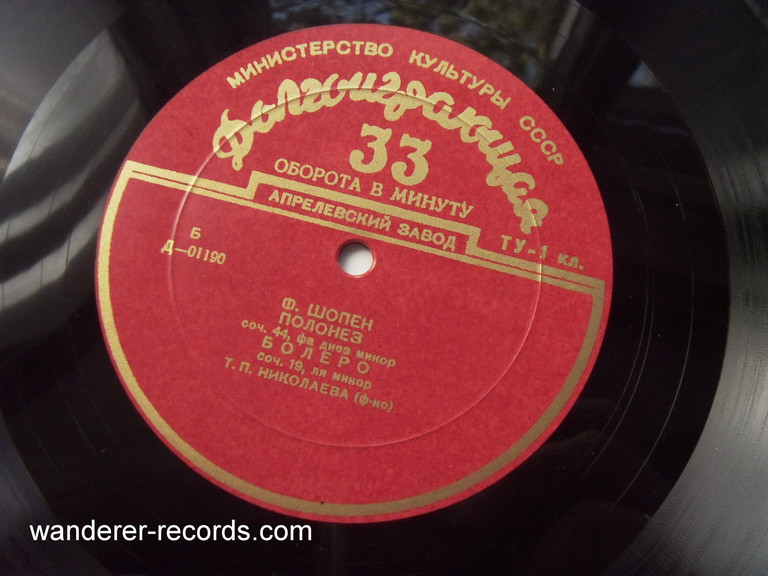 МИНИСТЕРСТВО КУЛЬТУРЫ СССР
Долгоиграющая
33
ОБОРОТА В МИНУТУ
АПРЕЛЕВСКИЙ ЗАВОД
ТУ-1 кл.
Б
Д—01190
Ф. ШОПЕН
ПОЛОНЕЗ
соч. 44, фа диез минор
БОЛЕРО
соч. 19, ля минор
Т. П. НИКОЛАЕВА (ф-но)
wanderer-records.com